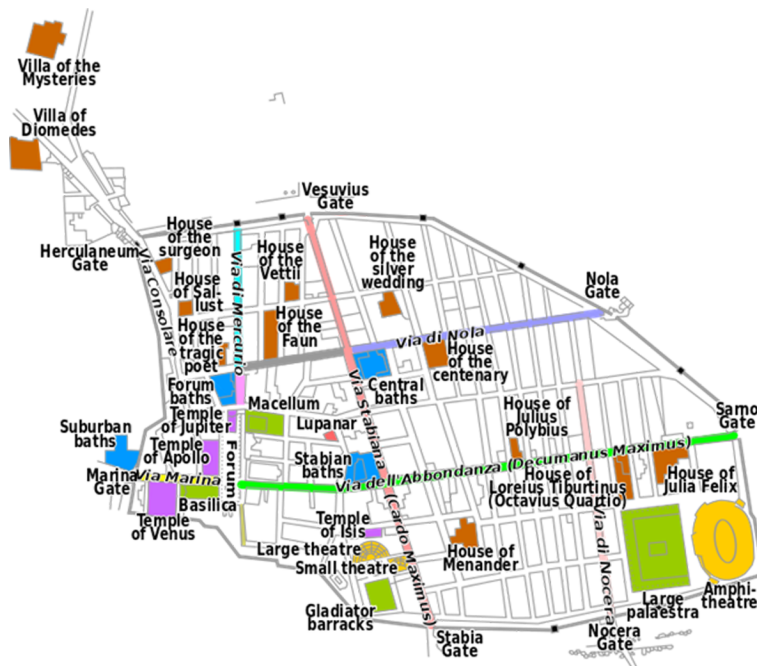 Villa of the
Mysteries
Villa of
Diomedes
Vesuvius
Gate
Herculaneum
Gate
House
of the
surgeon
House
of the
Vettii
House
of the
silver
wedding
Nola
Gate
Via Consolare
Via di Mercurio
House
of Sal-
lust
House
of the
Faun
House
of the
tragic
poet
Via di Nola
House
of the
centenary
Forum
baths
Central
baths
Macellum
Temple
of Jupiter
Lupanar
House of
Julius
Polybius
Sarno
Gate
Suburban
baths
Temple
of Apollo
Forum
Stabian
baths
Via Stabiana (Cardo Maximus)
Via dell'Abbondanza (Decumanus Maximus)
Marina
Gate
Via Marina
Basilica
House of
Loreius Tiburtinus
(Octavius Quartio)
House of
Julia Felix
Temple
of Venus
Temple
of Isis
Large theatre
Small theatre
House of
Menander
Via di Nocera
Gladiator
barracks
Large
palaestra
Amphi-
theatre
Stabia
Gate
Nocera
Gate